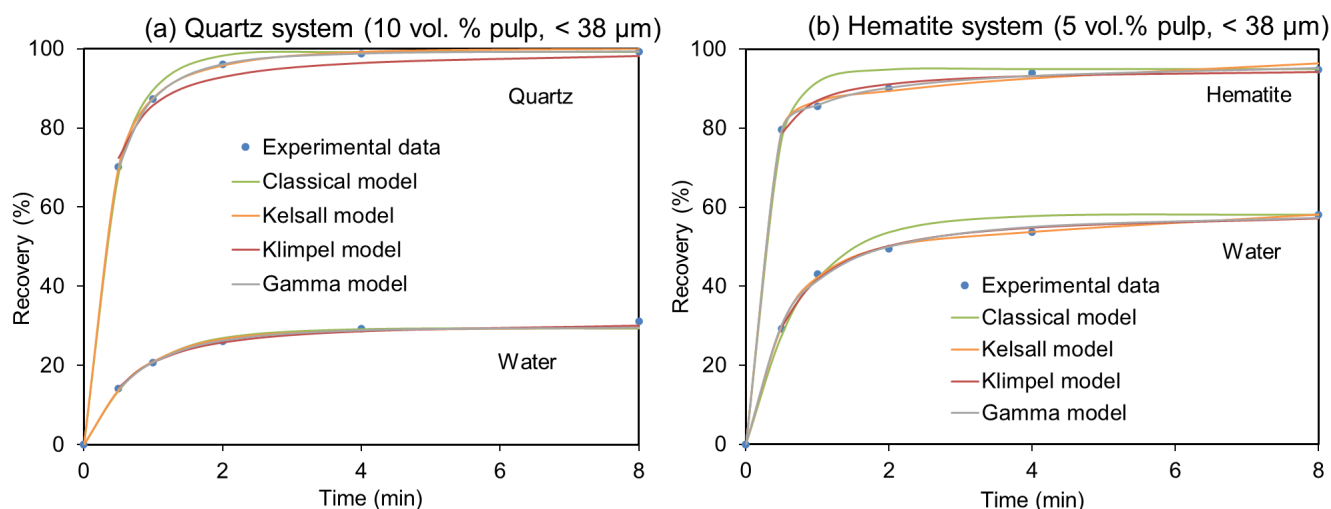 (a) Quartz system (10 vol. % pulp, < 38 μm)
100
80
60
40
20
0
Recovery (%)
Quartz
Experimental data
Classical model
Kelsall model
Klimpel model
Gamma model
Water
0
2
4
6
8
Time (min)
(b) Hematite system (5 vol.% pulp, < 38 μm)
100
80
60
40
20
0
Recovery (%)
Hematite
Water
Experimental data
Classical model
Kelsall model
Klimpel model
Gamma model
0
2
4
6
8
Time (min)